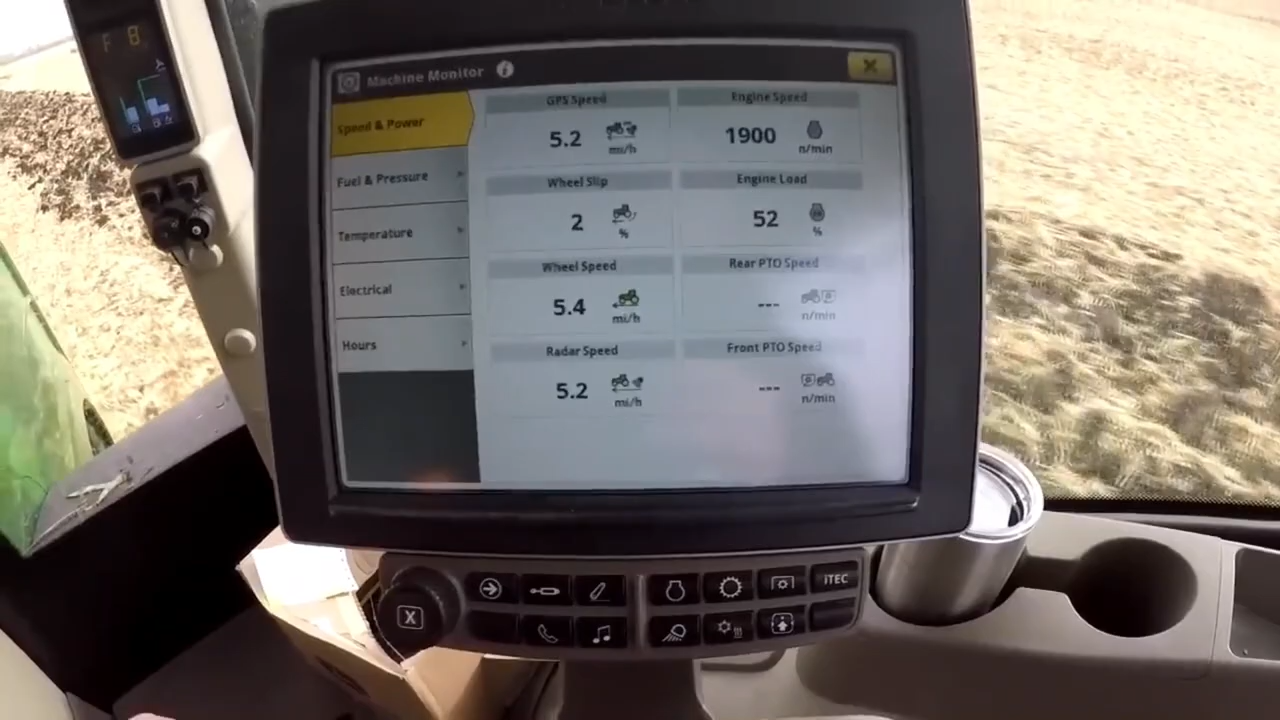 F 8
Machine Monitor i
Speed & Power
Fuel & Pressure
Temperature
Electrical
Hours
GPS Speed
5.2
mi/h
Engine Speed
1900
n/min
Wheel Slip
2
%
Engine Load
52
%
Wheel Speed
5.4
mi/h
Rear PTO Speed
---
n/min
Radar Speed
5.2
mi/h
Front PTO Speed
---
n/min
X
iTEC